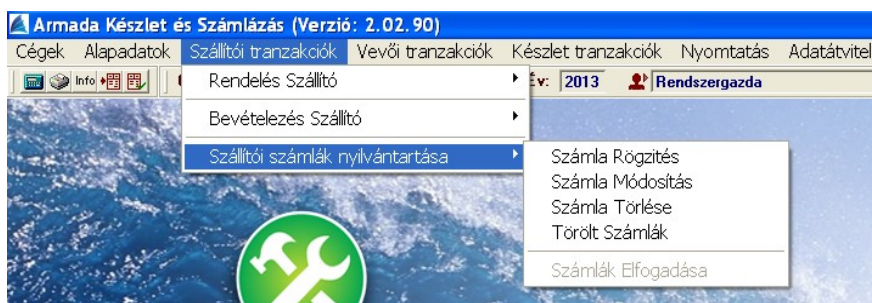 Armada Készlet és Számlázás (Verzió: 2.02.90)
Cégek Alapadatok Szállítói tranzakciók Vevői tranzakciók Készlet tranzakciók Nyomtatás Adatátvitel
Info Év: 2013 Rendszergazda
Rendelés Szállító
Bevételezés Szállító
Szállítói számlák nyilvántartása
Számla Rögzités
Számla Módosítás
Számla Törlése
Törölt Számlák
Számlák Elfogadása